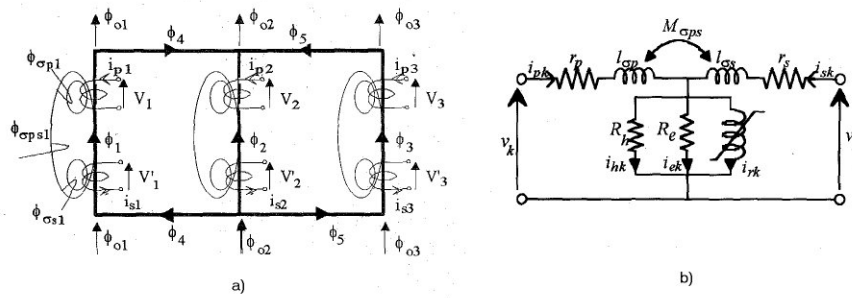 ϕo1 ϕo2 ϕo3
ϕ4 ϕ5
ϕσp1 ip1 ip2 ip3
V1 V2 V3
ϕσps1 ϕ1 ϕ2 ϕ3
V'1 V'2 V'3
ϕσs1 is1 is2 is3
ϕo1 ϕ4 ϕo2 ϕ5 ϕo3
a)
Mσps
ipk rp lσp lσs rs isk
vk Rh Re v
ihk iek irk
b)